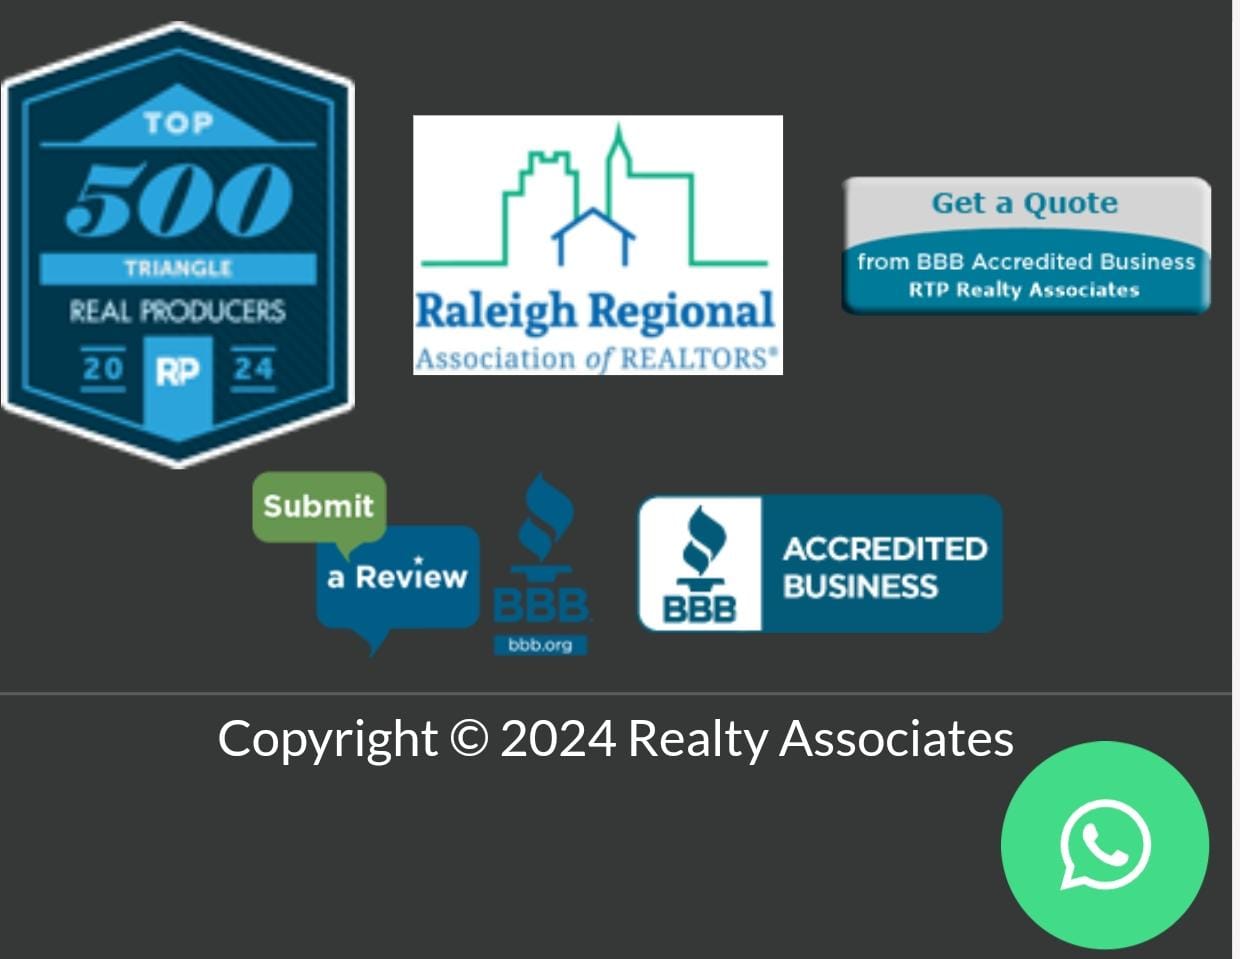 TOP
500
TRIANGLE
REAL PRODUCERS
20 RP 24
Raleigh Regional
Association of REALTORS®
Get a Quote
from BBB Accredited Business
RTP Realty Associates
Submit
a Review
BBB.
bbb.org
BBB
ACCREDITED
BUSINESS
Copyright © 2024 Realty Associates